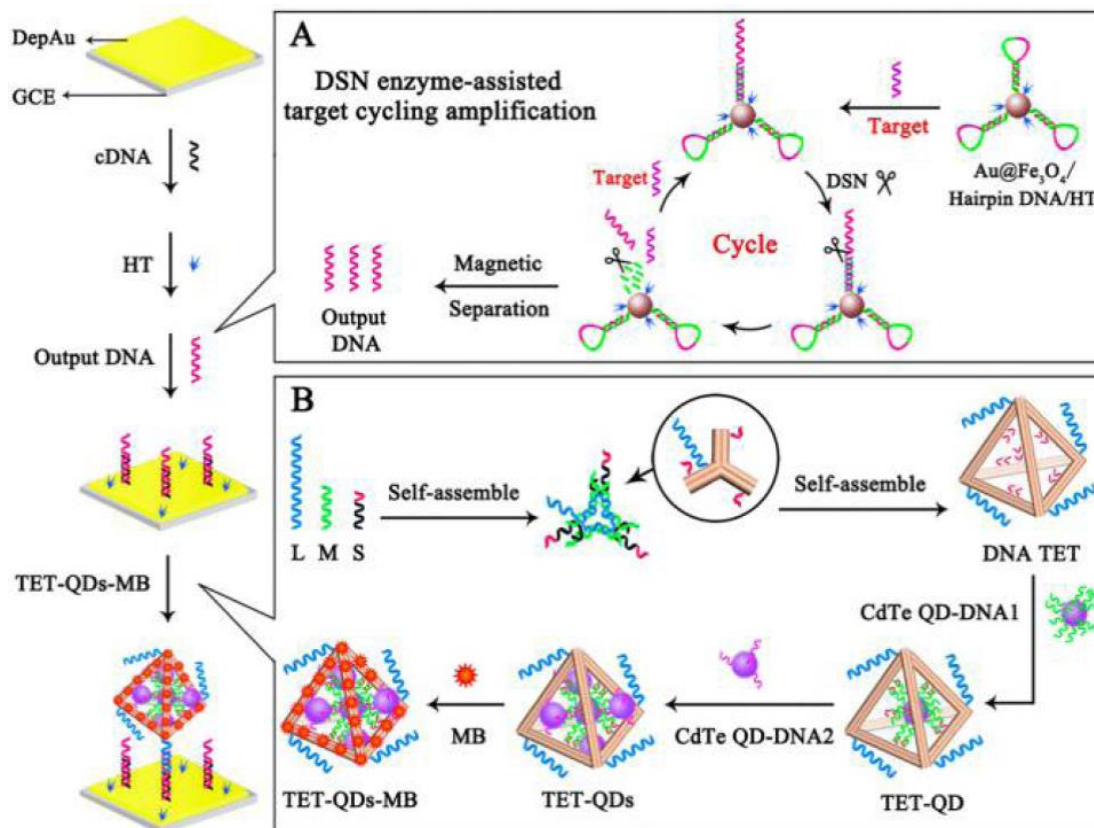 DepAu
GCE
cDNA
HT
Output DNA
TET-QDs-MB
A
DSN enzyme-assisted
target cycling amplification
Target
Au@Fe₃O₄/
Hairpin DNA/HT
DSN
Target
Cycle
Magnetic
Separation
Output
DNA
B
L M S
Self-assemble
Self-assemble
DNA TET
CdTe QD-DNA1
TET-QD
CdTe QD-DNA2
TET-QDs
MB
TET-QDs-MB